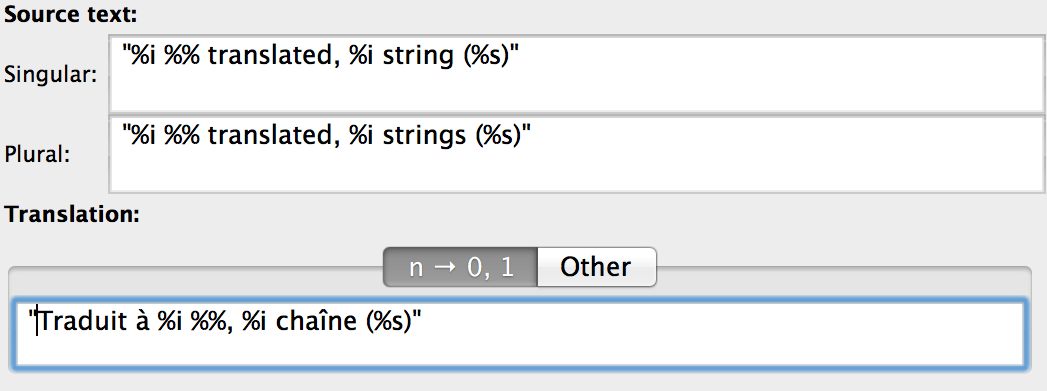 Source text:
Singular: "%i %% translated, %i string (%s)"
Plural: "%i %% translated, %i strings (%s)"
Translation:
n → 0, 1 Other
"Traduit à %i %%, %i chaîne (%s)"